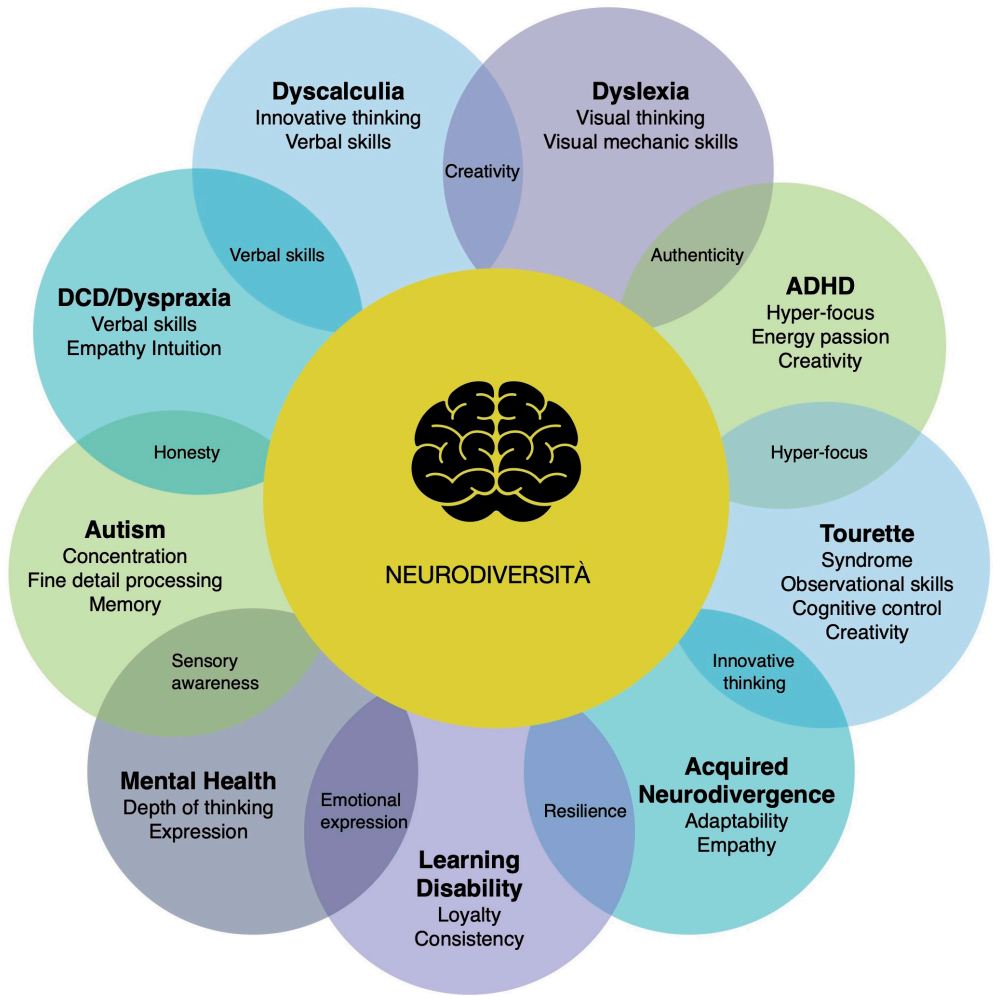 Dyscalculia
Innovative thinking
Verbal skills
Creativity
Dyslexia
Visual thinking
Visual mechanic skills
Authenticity
ADHD
Hyper-focus
Energy passion
Creativity
Hyper-focus
Tourette
Syndrome
Observational skills
Cognitive control
Creativity
Innovative
thinking
Acquired
Neurodivergence
Adaptability
Empathy
Resilience
Learning
Disability
Loyalty
Consistency
Emotional
expression
Mental Health
Depth of thinking
Expression
Sensory
awareness
Autism
Concentration
Fine detail processing
Memory
Honesty
DCD/Dyspraxia
Verbal skills
Empathy Intuition
Verbal skills
NEURODIVERSITÀ